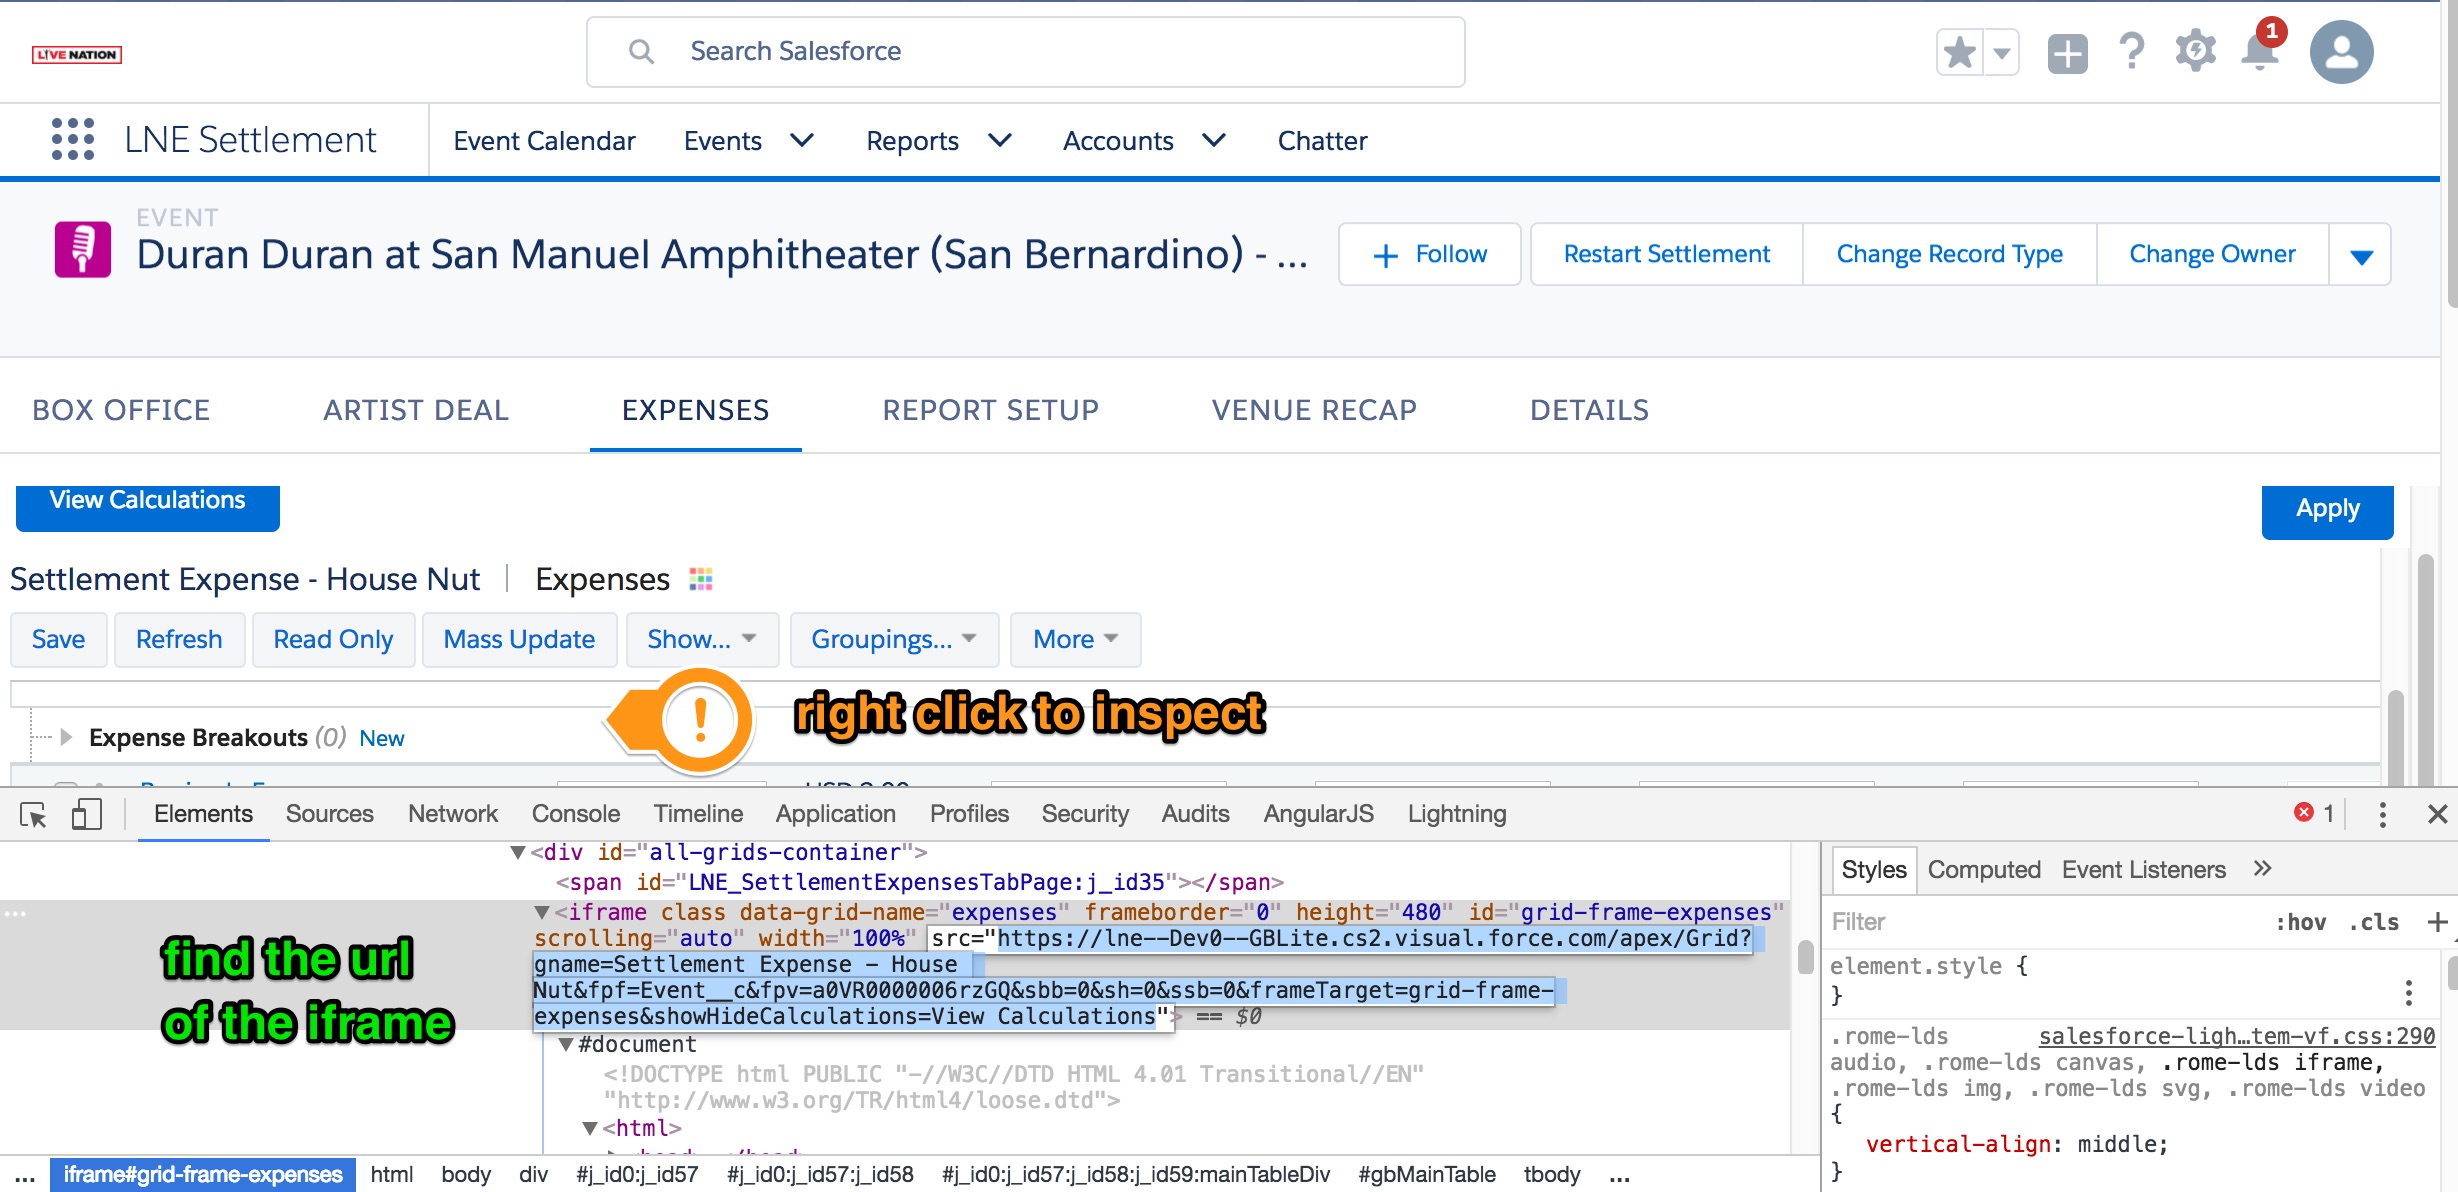 LIVE NATION
Search Salesforce
1
LNE Settlement
Event Calendar
Events
Reports
Accounts
Chatter
EVENT
Duran Duran at San Manuel Amphitheater (San Bernardino) - ...
Follow
Restart Settlement
Change Record Type
Change Owner
BOX OFFICE
ARTIST DEAL
EXPENSES
REPORT SETUP
VENUE RECAP
DETAILS
View Calculations
Apply
Settlement Expense - House Nut | Expenses
Save
Refresh
Read Only
Mass Update
Show...
Groupings...
More
!
right click to inspect
Expense Breakouts (0) New
Elements
Sources
Network
Console
Timeline
Application
Profiles
Security
Audits
AngularJS
Lightning
1
<div id="all-grids-container">
<span id="LNE_SettlementExpensesTabPage:j_id35"></span>
<iframe class data-grid-name="expenses" frameborder="0" height="480" id="grid-frame-expenses"
scrolling="auto" width="100%" src="https://lne--Dev0--GBLite.cs2.visual.force.com/apex/Grid?
gname=Settlement Expense - House
Nut&fpf=Event__c&fpv=a0VR0000006rzGQ&sbb=0&sh=0&ssb=0&frameTarget=grid-frame-
expenses&showHideCalculations=View Calculations"> == $0
#document
<!DOCTYPE html PUBLIC "-//W3C//DTD HTML 4.01 Transitional//EN"
"http://www.w3.org/TR/html4/loose.dtd">
<html>
find the url
of the iframe
Styles
Computed
Event Listeners
»
Filter
:hov
.cls
+
element.style {
}
.rome-lds
salesforce-ligh…tem-vf.css:290
audio, .rome-lds canvas, .rome-lds iframe,
.rome-lds img, .rome-lds svg, .rome-lds video
{
vertical-align: middle;
}
...
iframe#grid-frame-expenses
html
body
div
#j_id0:j_id57
#j_id0:j_id57:j_id58
#j_id0:j_id57:j_id58:j_id59:mainTableDiv
#gbMainTable
tbody
...